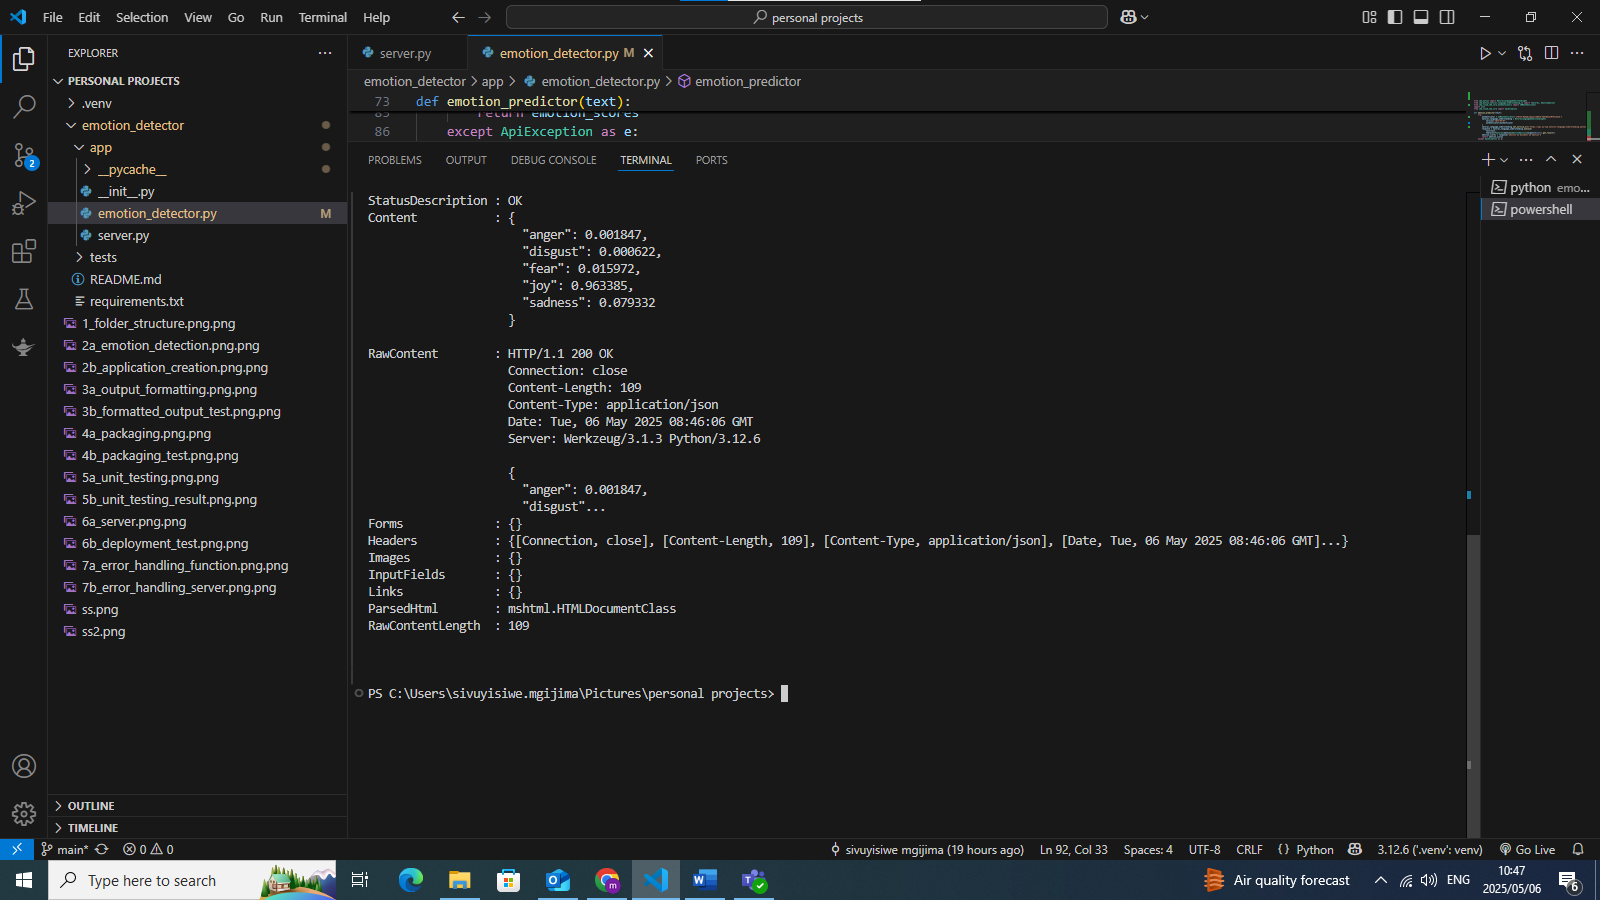 File Edit Selection View Go Run Terminal Help
personal projects
EXPLORER
PERSONAL PROJECTS
.venv
emotion_detector
app
__pycache__
__init__.py
emotion_detector.py M
server.py
tests
README.md
requirements.txt
1_folder_structure.png.png
2a_emotion_detection.png.png
2b_application_creation.png.png
3a_output_formatting.png.png
3b_formatted_output_test.png.png
4a_packaging.png.png
4b_packaging_test.png.png
5a_unit_testing.png.png
5b_unit_testing_result.png.png
6a_server.png.png
6b_deployment_test.png.png
7a_error_handling_function.png.png
7b_error_handling_server.png.png
ss.png
ss2.png
OUTLINE
TIMELINE
2
server.py
emotion_detector.py M
emotion_detector > app > emotion_detector.py > emotion_predictor
73 def emotion_predictor(text):
85 return emotion_scores
86 except ApiException as e:
PROBLEMS OUTPUT DEBUG CONSOLE TERMINAL PORTS
python emo...
powershell
StatusDescription : OK
Content : {
"anger": 0.001847,
"disgust": 0.000622,
"fear": 0.015972,
"joy": 0.963385,
"sadness": 0.079332
}
RawContent : HTTP/1.1 200 OK
Connection: close
Content-Length: 109
Content-Type: application/json
Date: Tue, 06 May 2025 08:46:06 GMT
Server: Werkzeug/3.1.3 Python/3.12.6
{
"anger": 0.001847,
"disgust"...
Forms : {}
Headers : {[Connection, close], [Content-Length, 109], [Content-Type, application/json], [Date, Tue, 06 May 2025 08:46:06 GMT]...}
Images : {}
InputFields : {}
Links : {}
ParsedHtml : mshtml.HTMLDocumentClass
RawContentLength : 109
PS C:\Users\sivuyisiwe.mgijima\Pictures\personal projects>
main* 0 0 sivuyisiwe mgijima (19 hours ago) Ln 92, Col 33 Spaces: 4 UTF-8 CRLF {} Python 3.12.6 ('.venv': venv) Go Live
Type here to search
Air quality forecast
ENG
10:47
2025/05/06
6